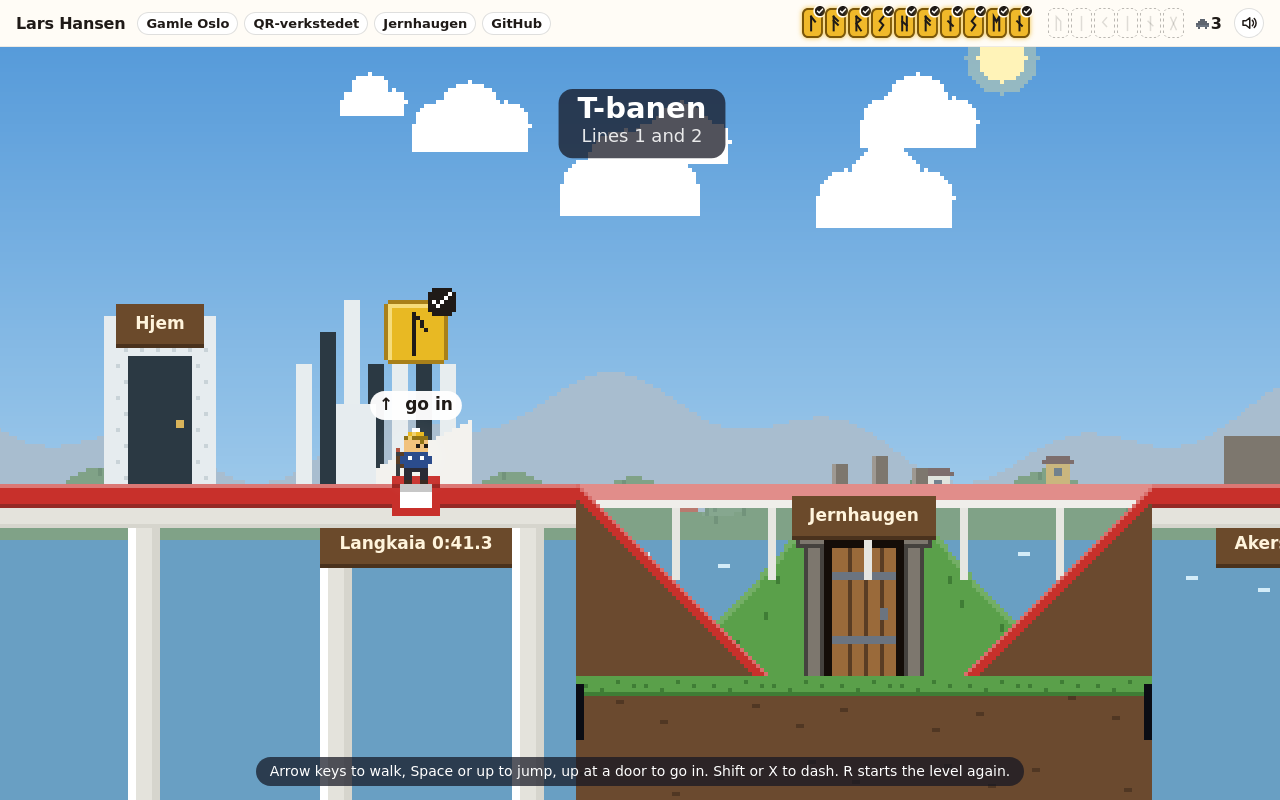 Lars Hansen Gamle Oslo QR-verkstedet Jernhaugen GitHub ᛚᚨᚱᛊᚺᚨᚾᛊᛖᚾ 3
T-banen
Lines 1 and 2
Hjem
↑ go in
Jernhaugen
Langkaia 0:41.3
Akers
Arrow keys to walk, Space or up to jump, up at a door to go in. Shift or X to dash. R starts the level again.